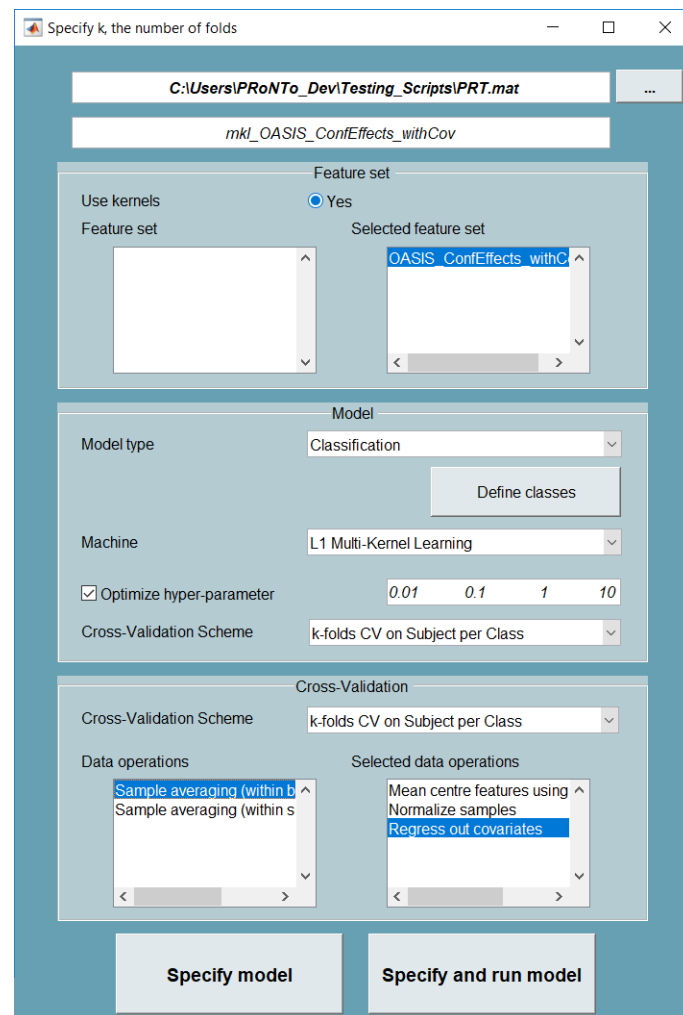 Specify k, the number of folds
C:\Users\PRoNTo_Dev\Testing_Scripts\PRT.mat
...
mkl_OASIS_ConfEffects_withCov
Feature set
Use kernels
Yes
Feature set
Selected feature set
OASIS_ConfEffects_withC
Model
Model type
Classification
Define classes
Machine
L1 Multi-Kernel Learning
Optimize hyper-parameter
0.01 0.1 1 10
Cross-Validation Scheme
k-folds CV on Subject per Class
Cross-Validation
Cross-Validation Scheme
k-folds CV on Subject per Class
Data operations
Selected data operations
Sample averaging (within b
Sample averaging (within s
Mean centre features using
Normalize samples
Regress out covariates
Specify model
Specify and run model